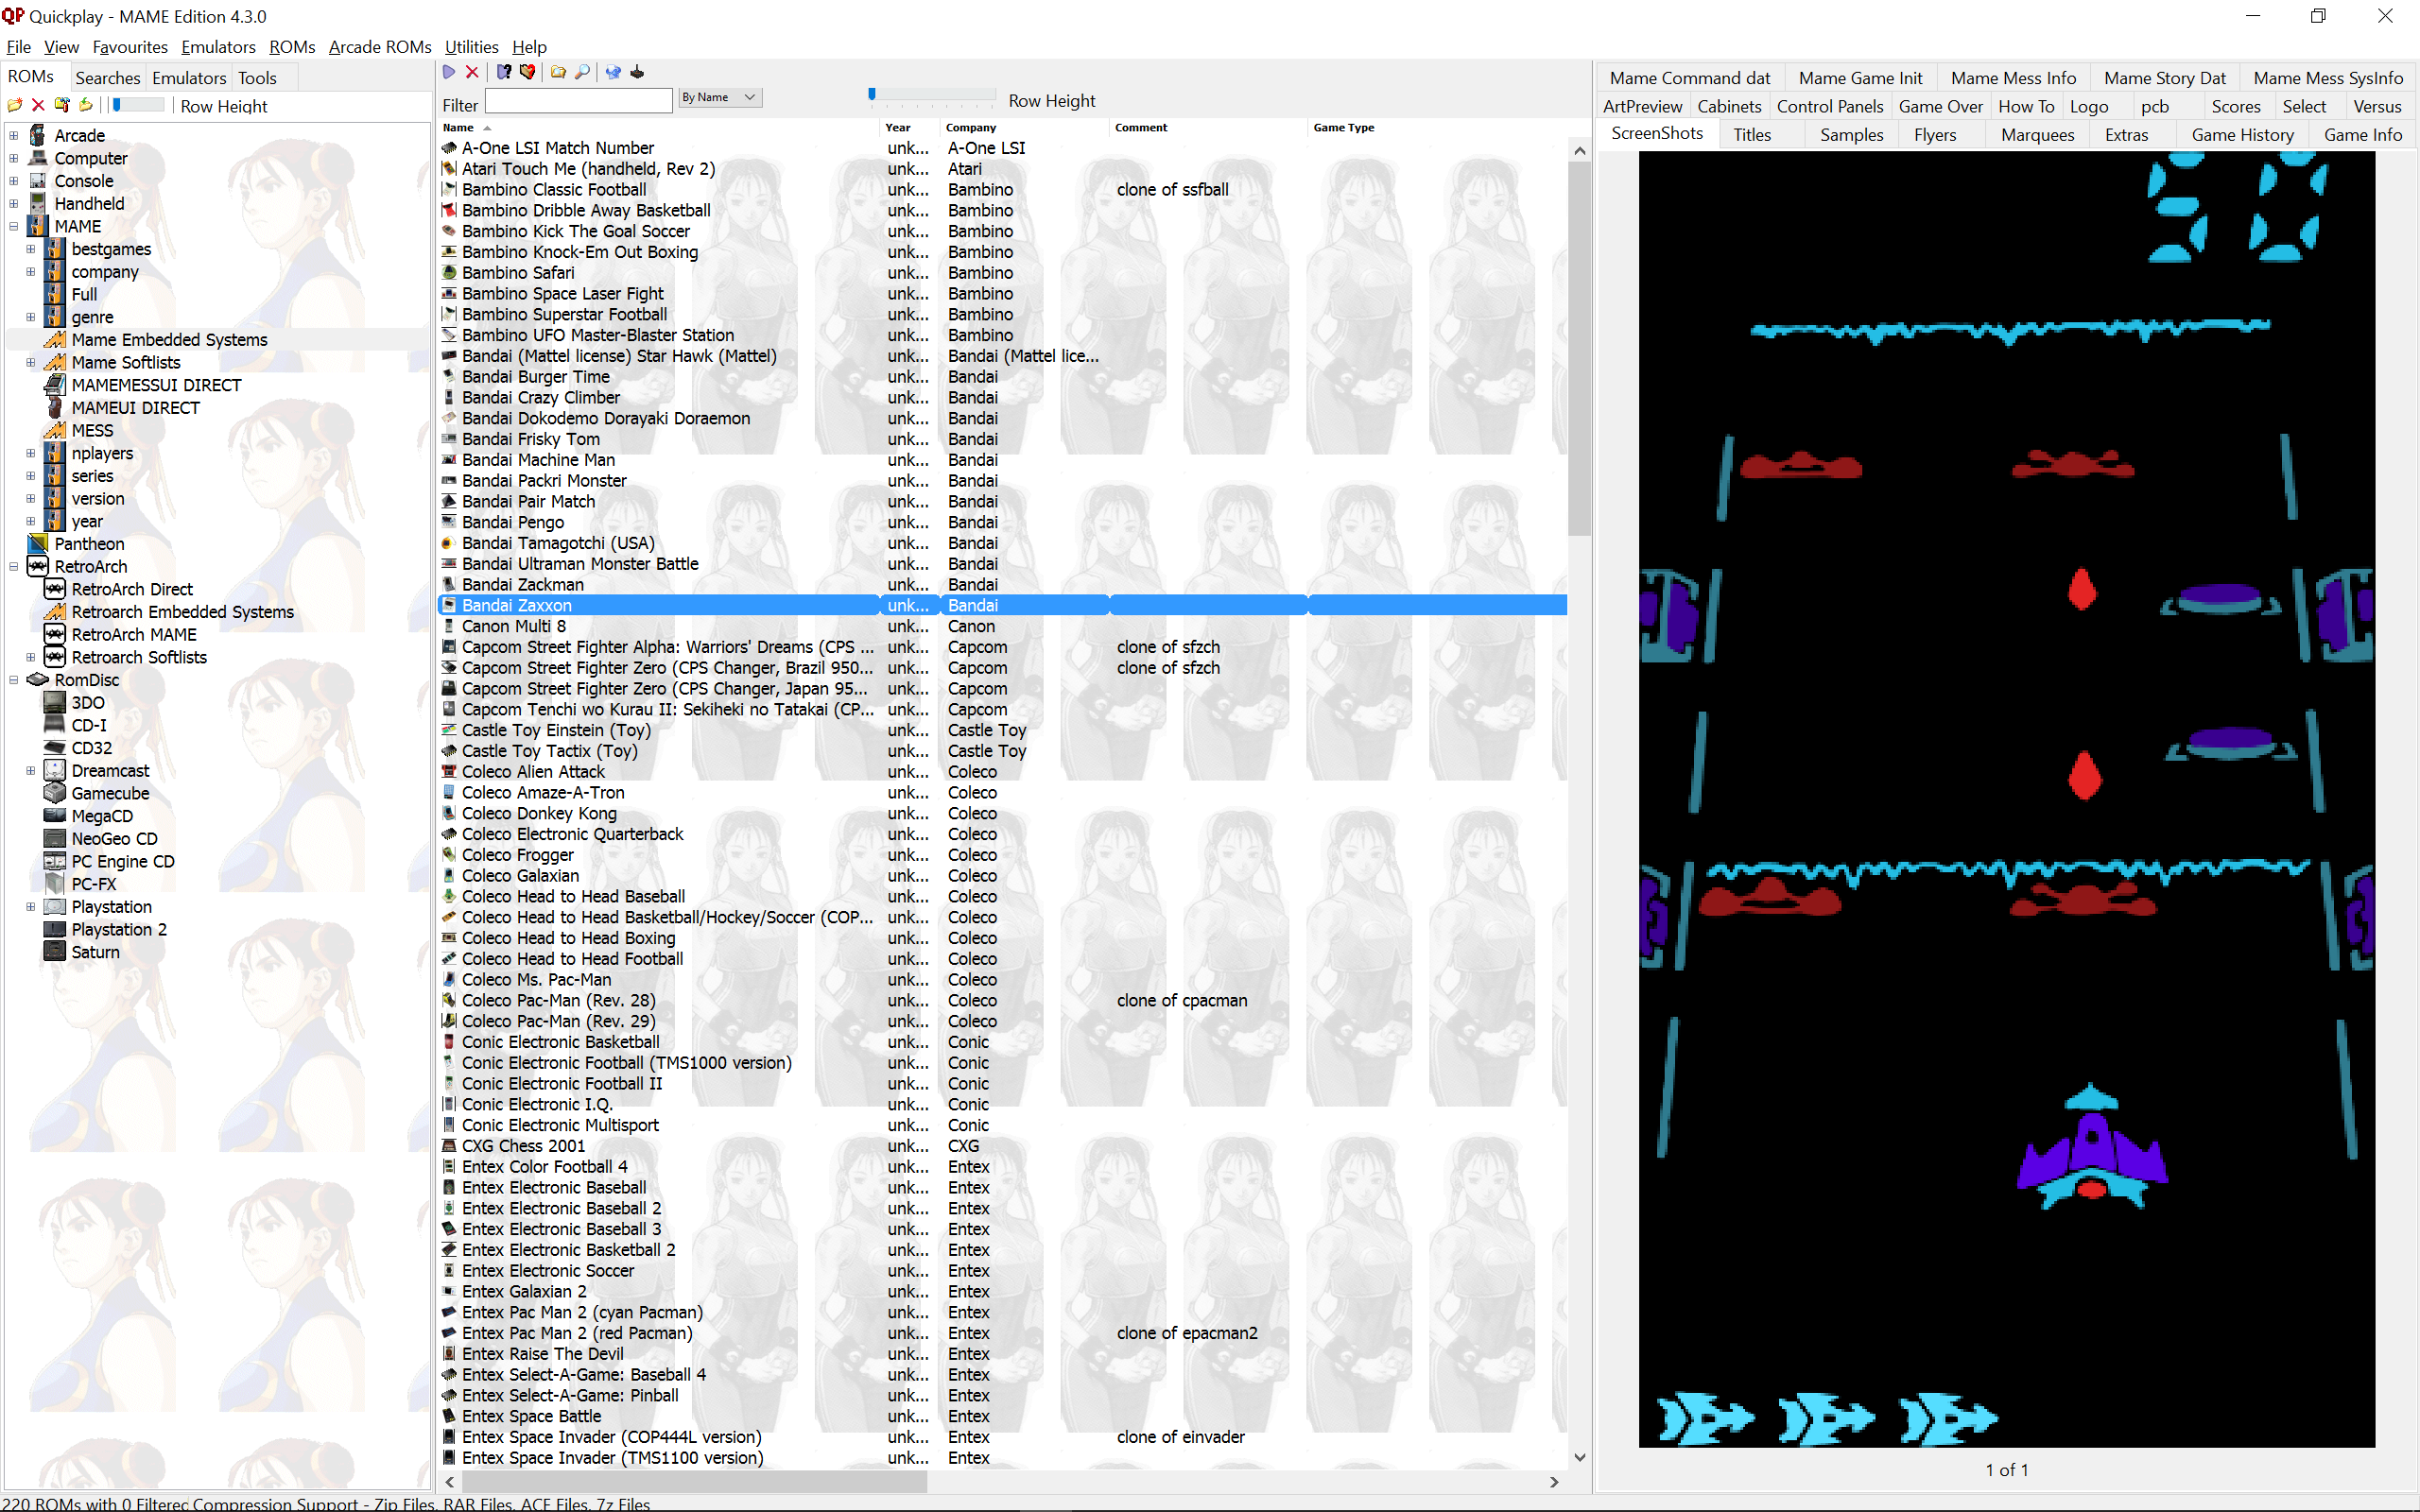 QP Quickplay - MAME Edition 4.3.0
File View Favourites Emulators ROMs Arcade ROMs Utilities Help
ROMs Searches Emulators Tools
Row Height
Arcade
Computer
Console
Handheld
MAME
bestgames
company
Full
genre
Mame Embedded Systems
Mame Softlists
MAMEMESSUI DIRECT
MAMEUI DIRECT
MESS
nplayers
series
version
year
Pantheon
RetroArch
RetroArch Direct
Retroarch Embedded Systems
RetroArch MAME
Retroarch Softlists
RomDisc
3DO
CD-I
CD32
Dreamcast
Gamecube
MegaCD
NeoGeo CD
PC Engine CD
PC-FX
Playstation
Playstation 2
Saturn
Filter By Name Row Height
Name Year Company Comment Game Type
A-One LSI Match Number unk... A-One LSI
Atari Touch Me (handheld, Rev 2) unk... Atari
Bambino Classic Football unk... Bambino clone of ssfball
Bambino Dribble Away Basketball unk... Bambino
Bambino Kick The Goal Soccer unk... Bambino
Bambino Knock-Em Out Boxing unk... Bambino
Bambino Safari unk... Bambino
Bambino Space Laser Fight unk... Bambino
Bambino Superstar Football unk... Bambino
Bambino UFO Master-Blaster Station unk... Bambino
Bandai (Mattel license) Star Hawk (Mattel) unk... Bandai (Mattel lice...
Bandai Burger Time unk... Bandai
Bandai Crazy Climber unk... Bandai
Bandai Dokodemo Dorayaki Doraemon unk... Bandai
Bandai Frisky Tom unk... Bandai
Bandai Machine Man unk... Bandai
Bandai Packri Monster unk... Bandai
Bandai Pair Match unk... Bandai
Bandai Pengo unk... Bandai
Bandai Tamagotchi (USA) unk... Bandai
Bandai Ultraman Monster Battle unk... Bandai
Bandai Zackman unk... Bandai
Bandai Zaxxon unk... Bandai
Canon Multi 8 unk... Canon
Capcom Street Fighter Alpha: Warriors' Dreams (CPS ... unk... Capcom clone of sfzch
Capcom Street Fighter Zero (CPS Changer, Brazil 950... unk... Capcom clone of sfzch
Capcom Street Fighter Zero (CPS Changer, Japan 95... unk... Capcom
Capcom Tenchi wo Kurau II: Sekiheki no Tatakai (CP... unk... Capcom
Castle Toy Einstein (Toy) unk... Castle Toy
Castle Toy Tactix (Toy) unk... Castle Toy
Coleco Alien Attack unk... Coleco
Coleco Amaze-A-Tron unk... Coleco
Coleco Donkey Kong unk... Coleco
Coleco Electronic Quarterback unk... Coleco
Coleco Frogger unk... Coleco
Coleco Galaxian unk... Coleco
Coleco Head to Head Baseball unk... Coleco
Coleco Head to Head Basketball/Hockey/Soccer (COP... unk... Coleco
Coleco Head to Head Boxing unk... Coleco
Coleco Head to Head Football unk... Coleco
Coleco Ms. Pac-Man unk... Coleco
Coleco Pac-Man (Rev. 28) unk... Coleco clone of cpacman
Coleco Pac-Man (Rev. 29) unk... Coleco
Conic Electronic Basketball unk... Conic
Conic Electronic Football (TMS1000 version) unk... Conic
Conic Electronic Football II unk... Conic
Conic Electronic I.Q. unk... Conic
Conic Electronic Multisport unk... Conic
CXG Chess 2001 unk... CXG
Entex Color Football 4 unk... Entex
Entex Electronic Baseball unk... Entex
Entex Electronic Baseball 2 unk... Entex
Entex Electronic Baseball 3 unk... Entex
Entex Electronic Basketball 2 unk... Entex
Entex Electronic Soccer unk... Entex
Entex Galaxian 2 unk... Entex
Entex Pac Man 2 (cyan Pacman) unk... Entex
Entex Pac Man 2 (red Pacman) unk... Entex clone of epacman2
Entex Raise The Devil unk... Entex
Entex Select-A-Game: Baseball 4 unk... Entex
Entex Select-A-Game: Pinball unk... Entex
Entex Space Battle unk... Entex
Entex Space Invader (COP444L version) unk... Entex clone of einvader
Entex Space Invader (TMS1100 version) unk... Entex
Mame Command dat Mame Game Init Mame Mess Info Mame Story Dat Mame Mess SysInfo
ArtPreview Cabinets Control Panels Game Over How To Logo pcb Scores Select Versus
ScreenShots Titles Samples Flyers Marquees Extras Game History Game Info
50
1 of 1
220 ROMs with 0 Filterec Compression Support - Zip Files, RAR Files, ACE Files, 7z Files